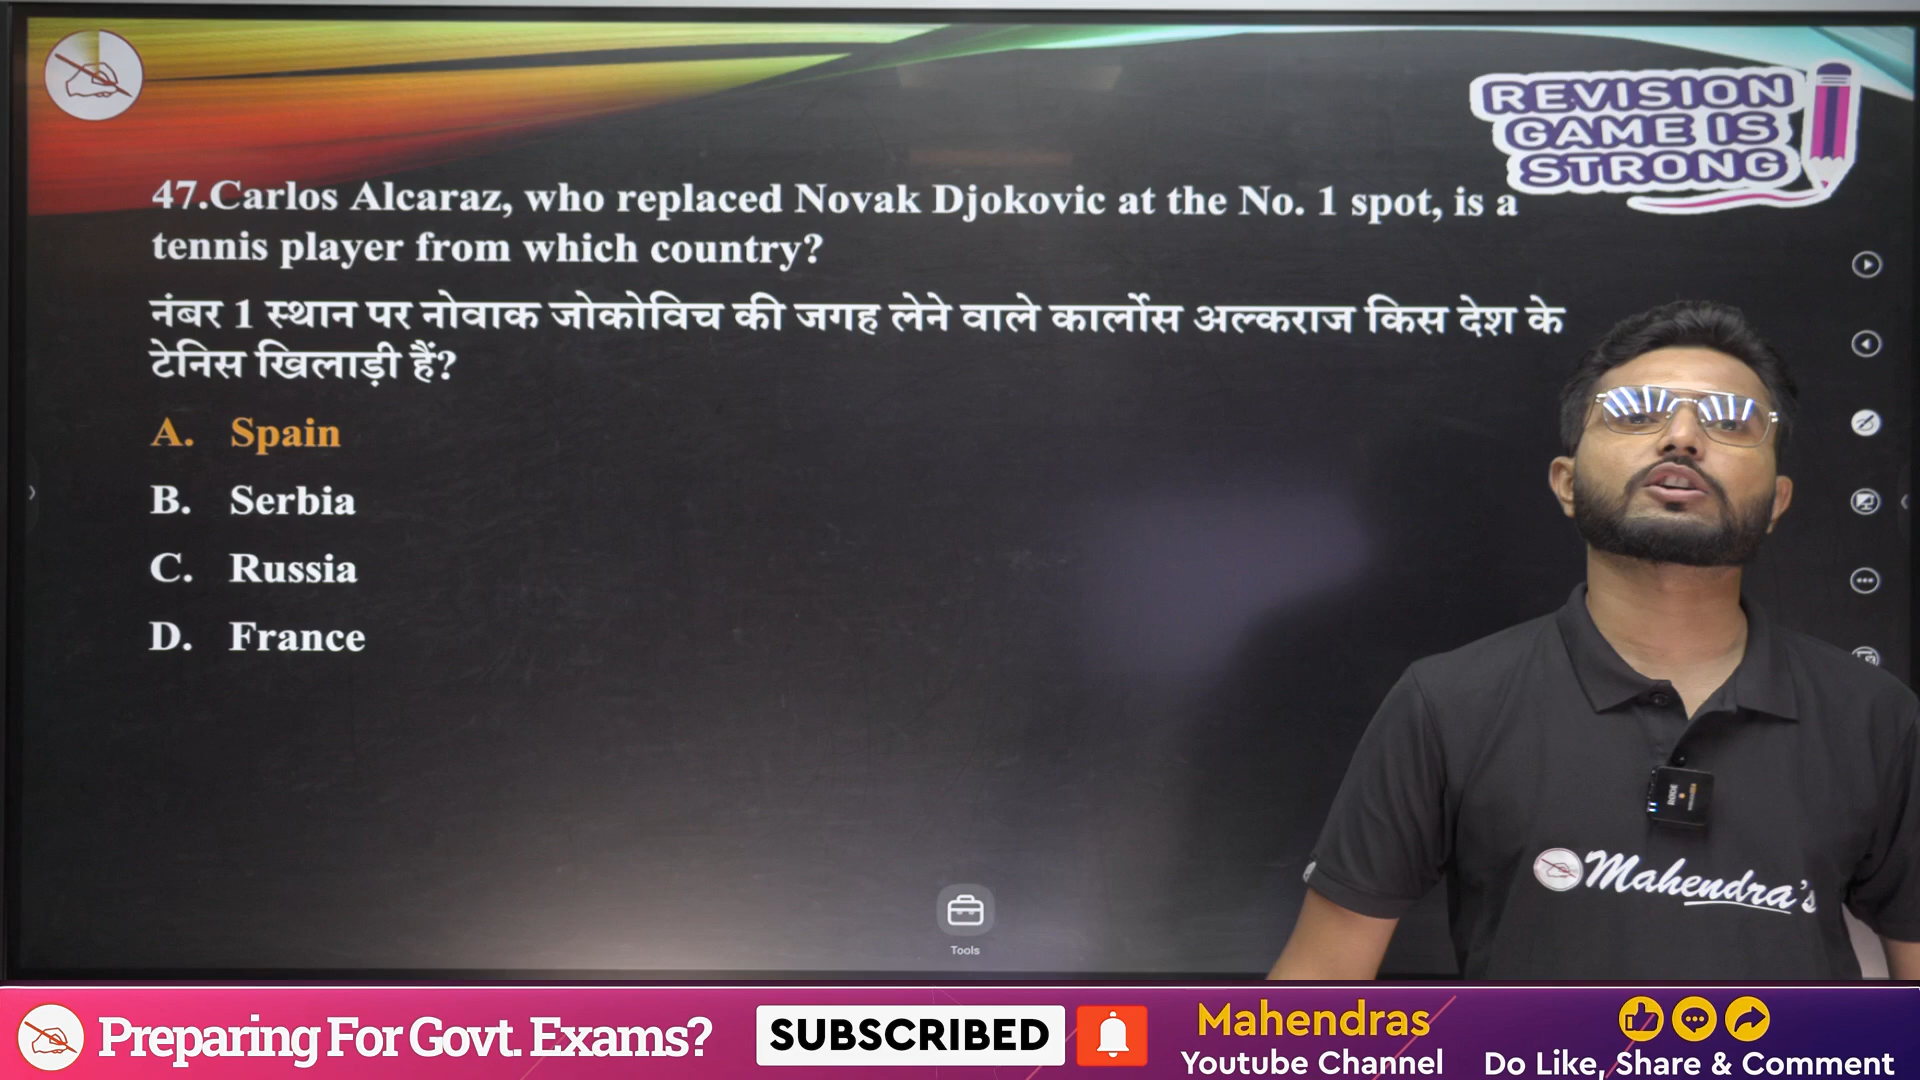 REVISION
GAME IS
STRONG
47.Carlos Alcaraz, who replaced Novak Djokovic at the No. 1 spot, is a
tennis player from which country?
नंबर 1 स्थान पर नोवाक जोकोविच की जगह लेने वाले कार्लोस अल्कराज किस देश के
टेनिस खिलाड़ी हैं?
A. Spain
B. Serbia
C. Russia
D. France
RØDE
Mahendra's
Tools
Preparing For Govt. Exams?
SUBSCRIBED
Mahendras
Youtube Channel
Do Like, Share & Comment